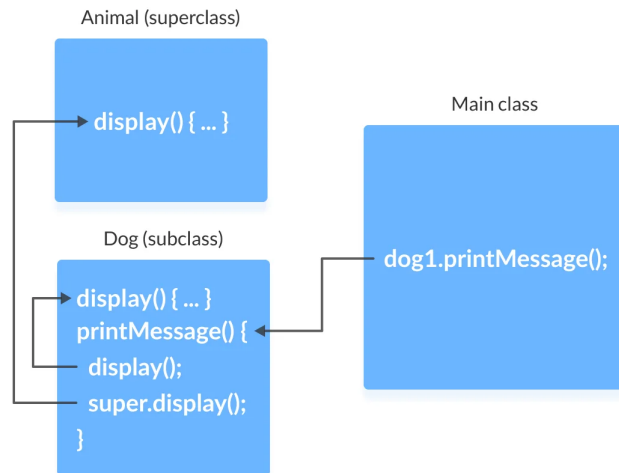 Animal (superclass)
display() { ... }
Main class
dog1.printMessage();
Dog (subclass)
display() { ... }
printMessage() {
display();
super.display();
}